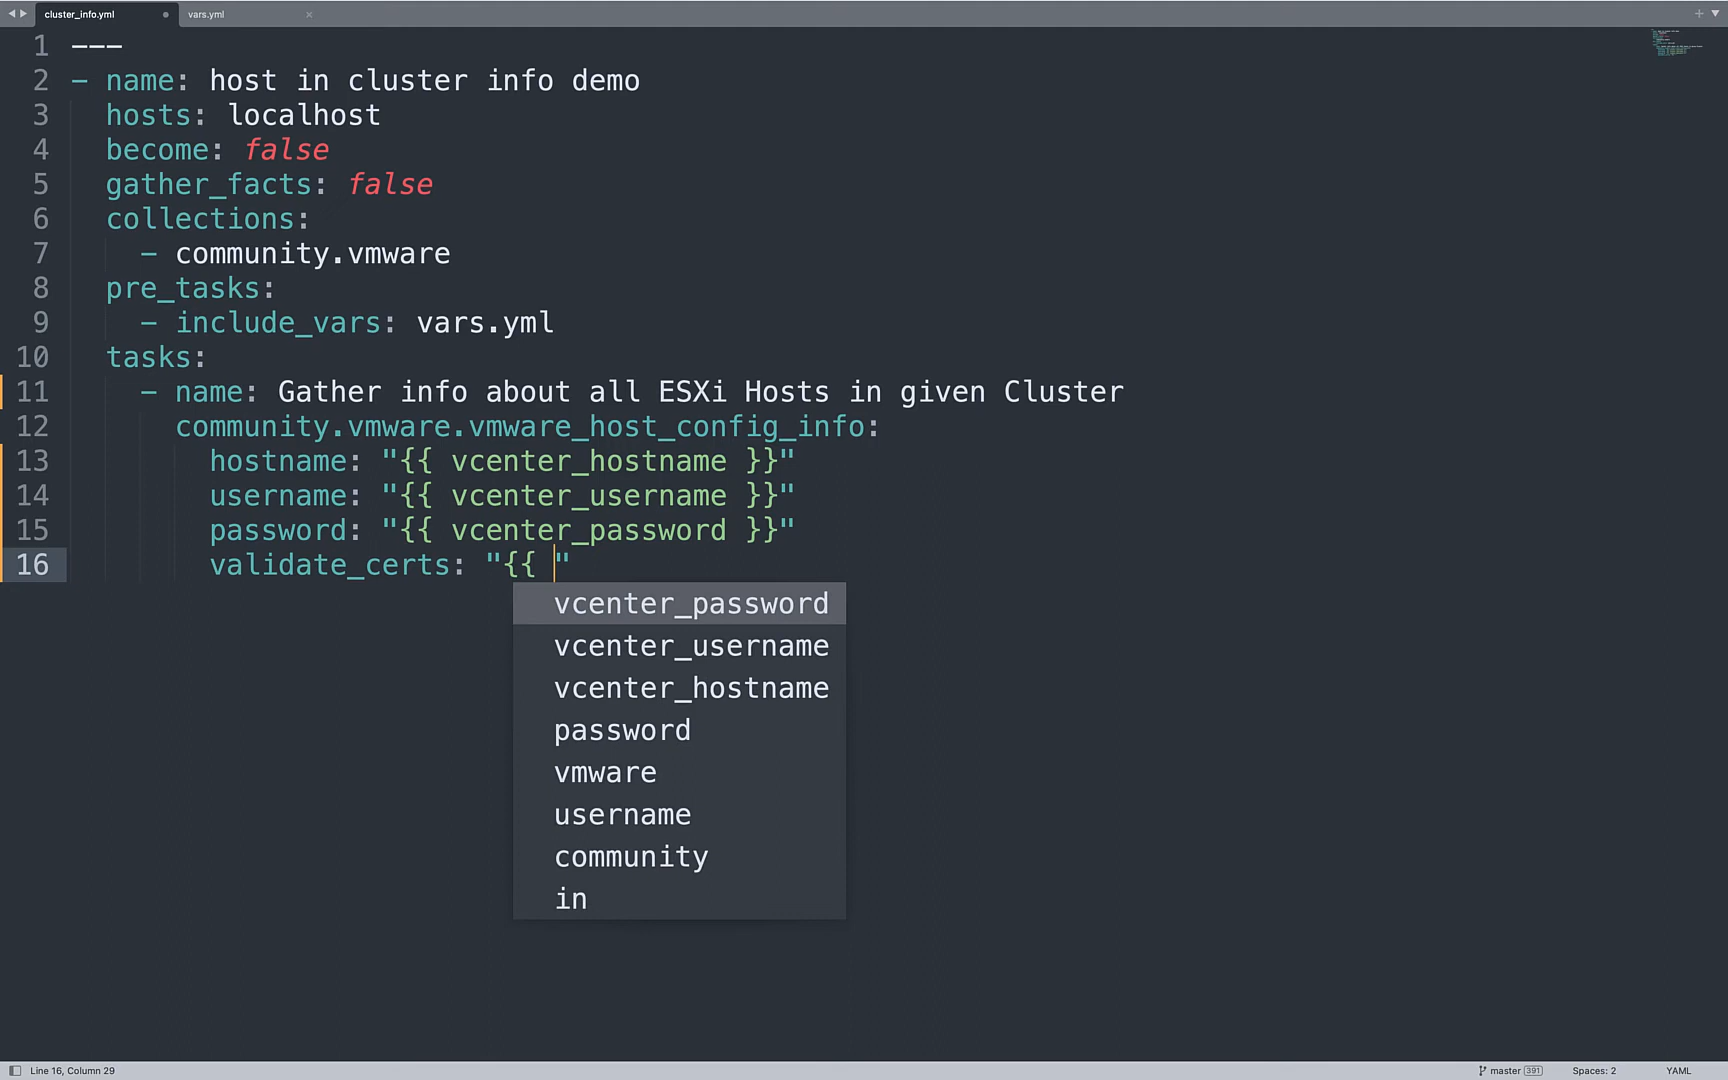 cluster_info.yml
vars.yml
1 ---
2 - name: host in cluster info demo
3 hosts: localhost
4 become: false
5 gather_facts: false
6 collections:
7 - community.vmware
8 pre_tasks:
9 - include_vars: vars.yml
10 tasks:
11 - name: Gather info about all ESXi Hosts in given Cluster
12 community.vmware.vmware_host_config_info:
13 hostname: "{{ vcenter_hostname }}"
14 username: "{{ vcenter_username }}"
15 password: "{{ vcenter_password }}"
16 validate_certs: "{{ "
vcenter_password
vcenter_username
vcenter_hostname
password
vmware
username
community
in
Line 16, Column 29
master 391
Spaces: 2
YAML